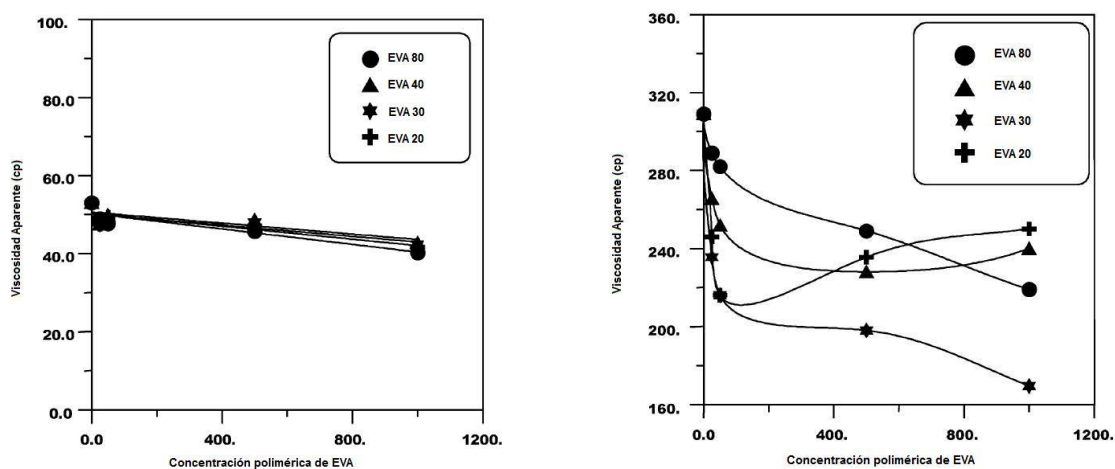 100.
80.0
60.0
40.0
20.0
0.0
0.0
400.
800.
1200.
Viscosidad Aparente (cp)
Concentración polimérica de EVA
EVA 80
EVA 40
EVA 30
EVA 20
360.
320.
280.
240.
200.
160.
0.0
400.
800.
1200.
Viscosidad Aparente (cp)
Concentración polimérica de EVA
EVA 80
EVA 40
EVA 30
EVA 20